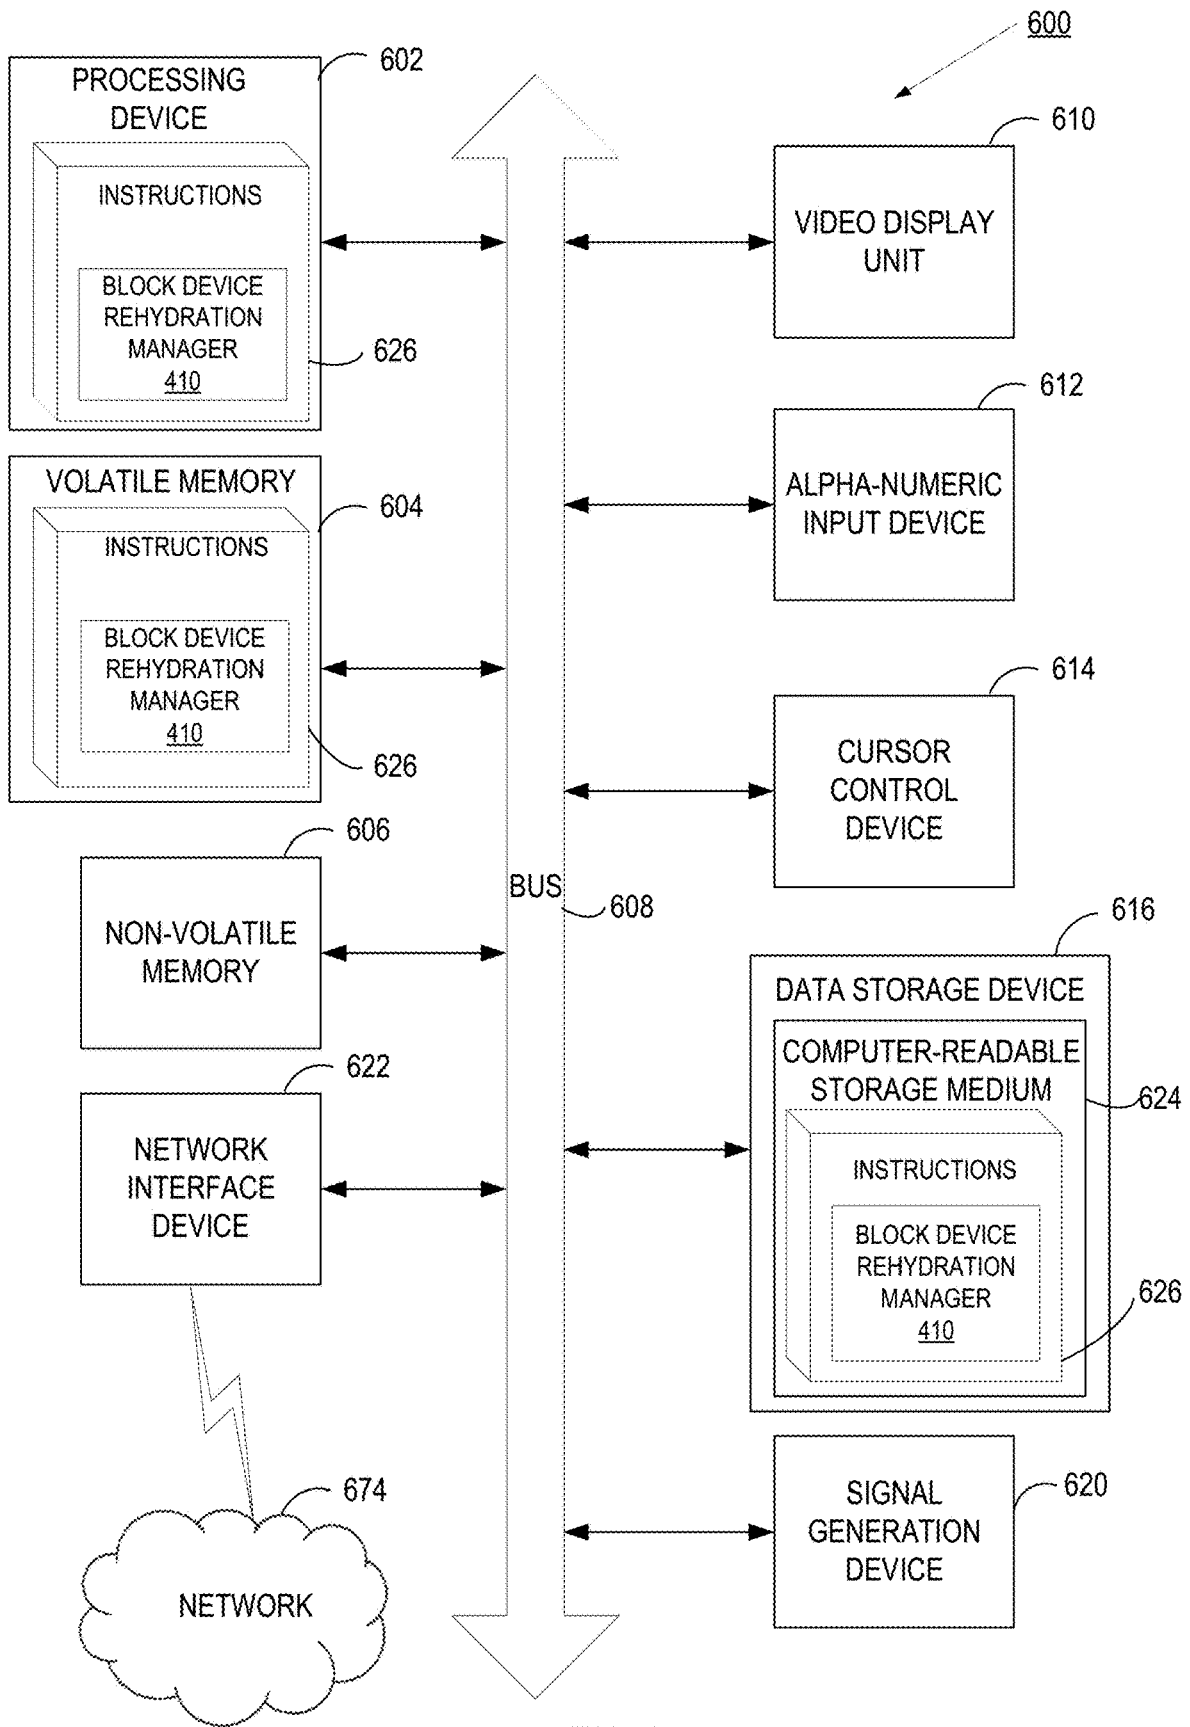 600
602
PROCESSING
DEVICE
INSTRUCTIONS
BLOCK DEVICE
REHYDRATION
MANAGER
410
626
VOLATILE MEMORY
604
INSTRUCTIONS
BLOCK DEVICE
REHYDRATION
MANAGER
410
626
606
NON-VOLATILE
MEMORY
622
NETWORK
INTERFACE
DEVICE
674
NETWORK
BUS
608
610
VIDEO DISPLAY
UNIT
612
ALPHA-NUMERIC
INPUT DEVICE
614
CURSOR
CONTROL
DEVICE
616
DATA STORAGE DEVICE
COMPUTER-READABLE
STORAGE MEDIUM
624
INSTRUCTIONS
BLOCK DEVICE
REHYDRATION
MANAGER
410
626
SIGNAL
GENERATION
DEVICE
620